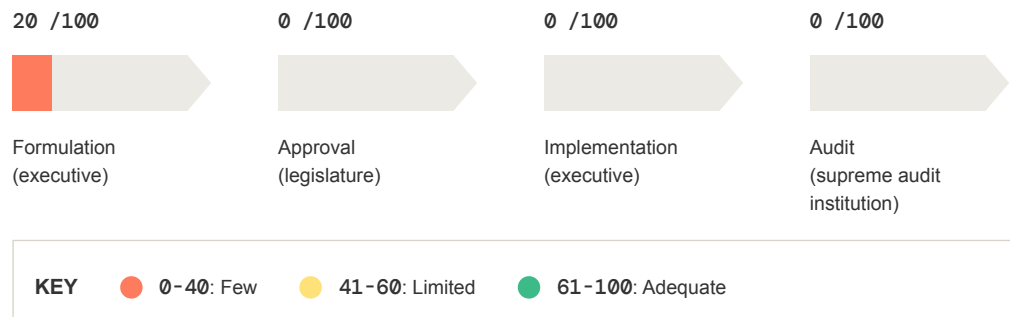 20 /100
0 /100
0 /100
0 /100
Formulation
(executive)
Approval
(legislature)
Implementation
(executive)
Audit
(supreme audit
institution)
KEY
0-40: Few
41-60: Limited
61-100: Adequate